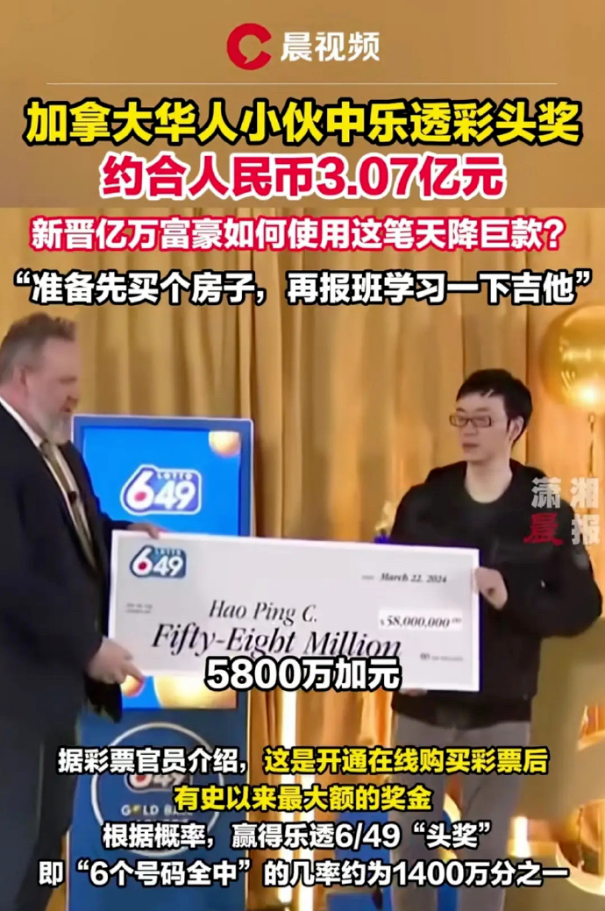 晨视频
加拿大华人小伙中乐透彩头奖
约合人民币3.07亿元
新晋亿万富豪如何使用这笔天降巨款？
“准备先买个房子，再报班学习一下吉他”
LOTTO
649
潇湘
晨报
LOTTO
649
March 22, 2024
Hao Ping C.
$58,000,000
Fifty-Eight Million
5800万加元
649
GOLD BALL
据彩票官员介绍，这是开通在线购买彩票后
有史以来最大额的奖金
根据概率，赢得乐透6/49“头奖”
即“6个号码全中”的几率约为1400万分之一